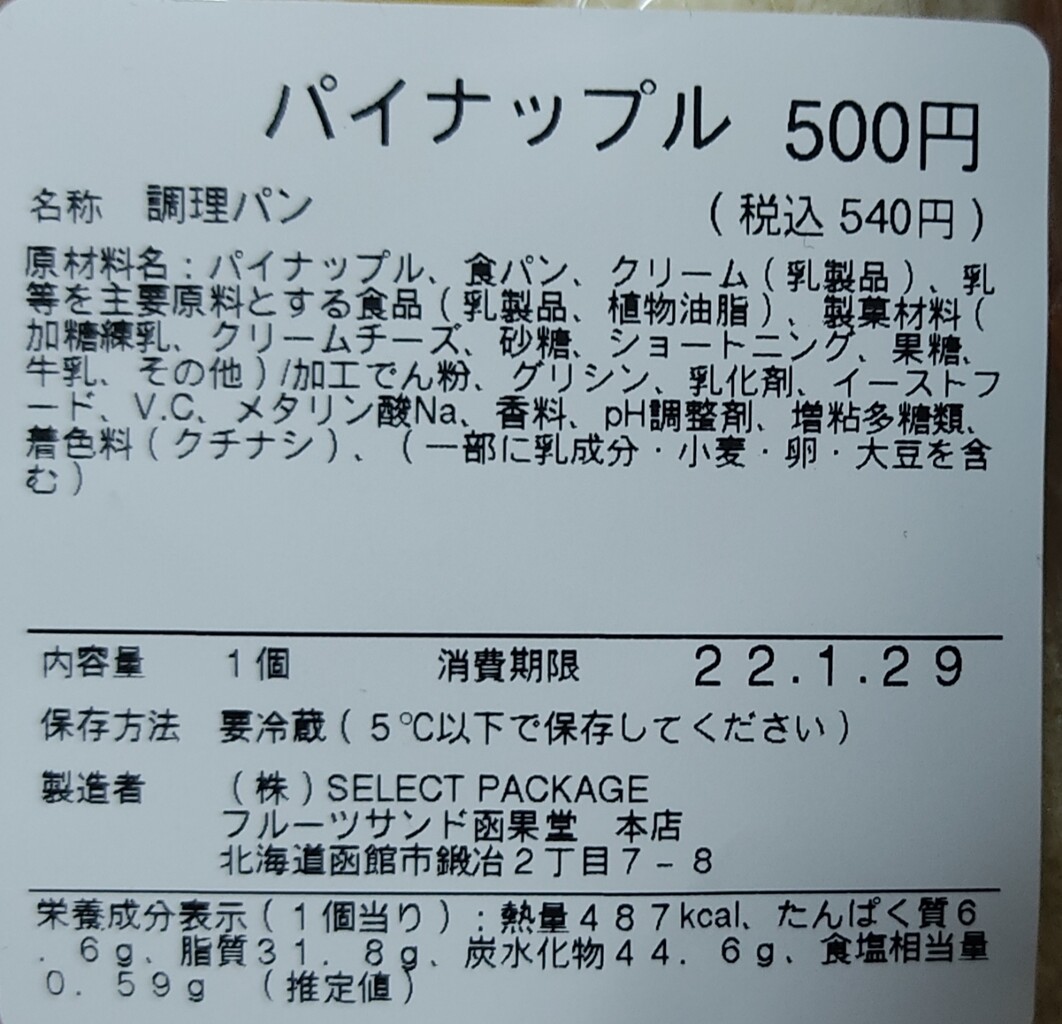 パイナップル 500円
名称 調理パン (税込540円)
原材料名：パイナップル、食パン、クリーム(乳製品)、乳
等を主要原料とする食品(乳製品、植物油脂)、製菓材料(
加糖練乳、クリームチーズ、砂糖、ショートニング、果糖、
牛乳、その他)/加工でん粉、グリシン、乳化剤、イーストフ
ード、V.C、メタリン酸Na、香料、pH調整剤、増粘多糖類、
着色料(クチナシ)、(一部に乳成分・小麦・卵・大豆を含
む)
内容量 1個 消費期限 22.1.29
保存方法 要冷蔵(5℃以下で保存してください)
製造者 (株)SELECT PACKAGE
フルーツサンド函果堂 本店
北海道函館市鍛冶2丁目7-8
栄養成分表示(1個当り):熱量487kcal、たんぱく質6
.6g、脂質31.8g、炭水化物44.6g、食塩相当量
0.59g (推定値)